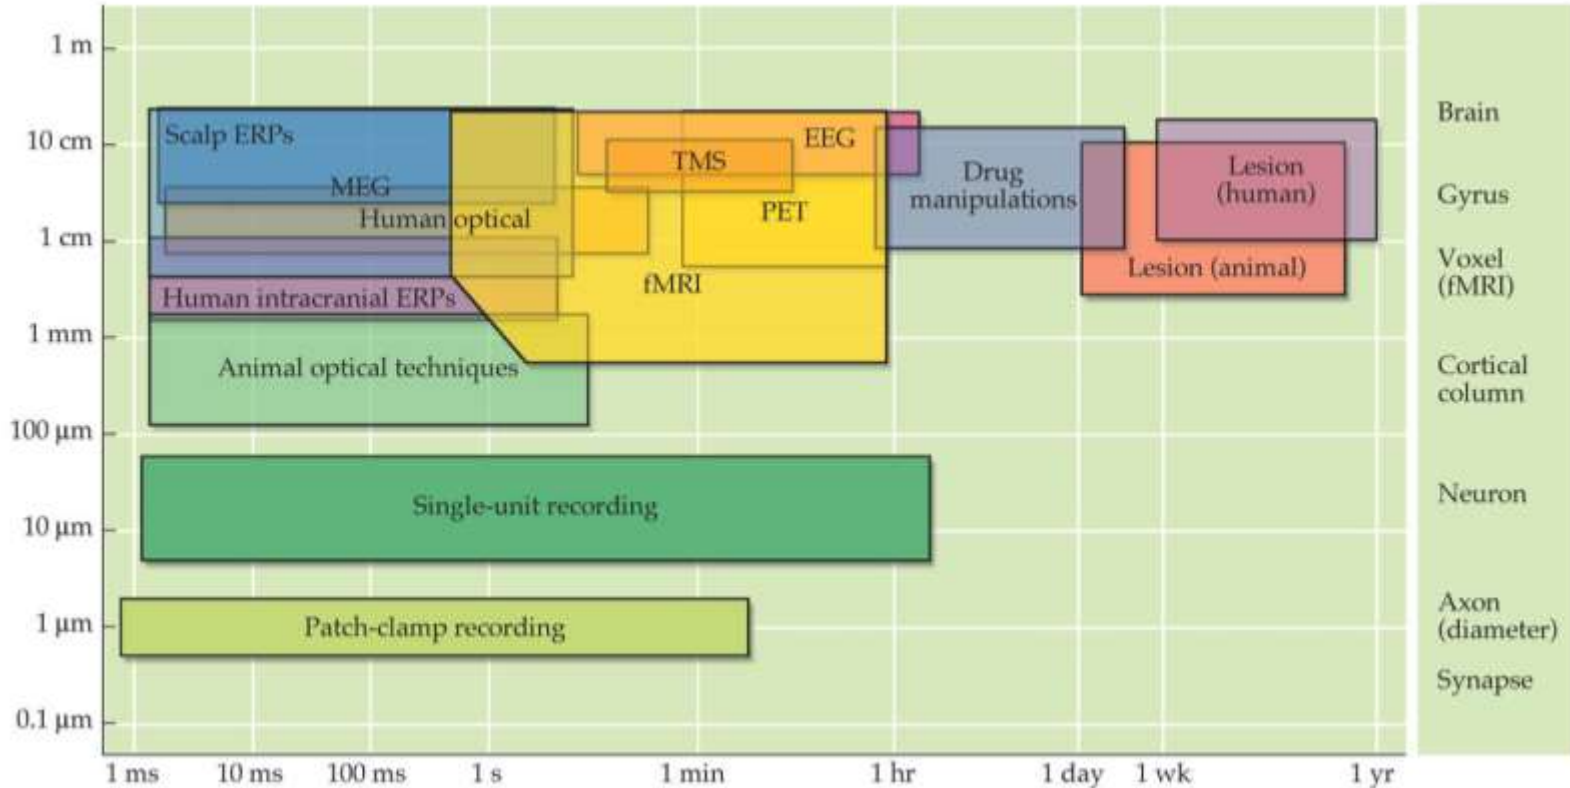 1 m
10 cm
1 cm
1 mm
100 µm
10 µm
1 µm
0.1 µm
Scalp ERPs
MEG
Human optical
Human intracranial ERPs
Animal optical techniques
EEG
TMS
PET
fMRI
Drug
manipulations
Lesion
(human)
Lesion (animal)
Single-unit recording
Patch-clamp recording
Brain
Gyrus
Voxel
(fMRI)
Cortical
column
Neuron
Axon
(diameter)
Synapse
1 ms
10 ms
100 ms
1 s
1 min
1 hr
1 day
1 wk
1 yr